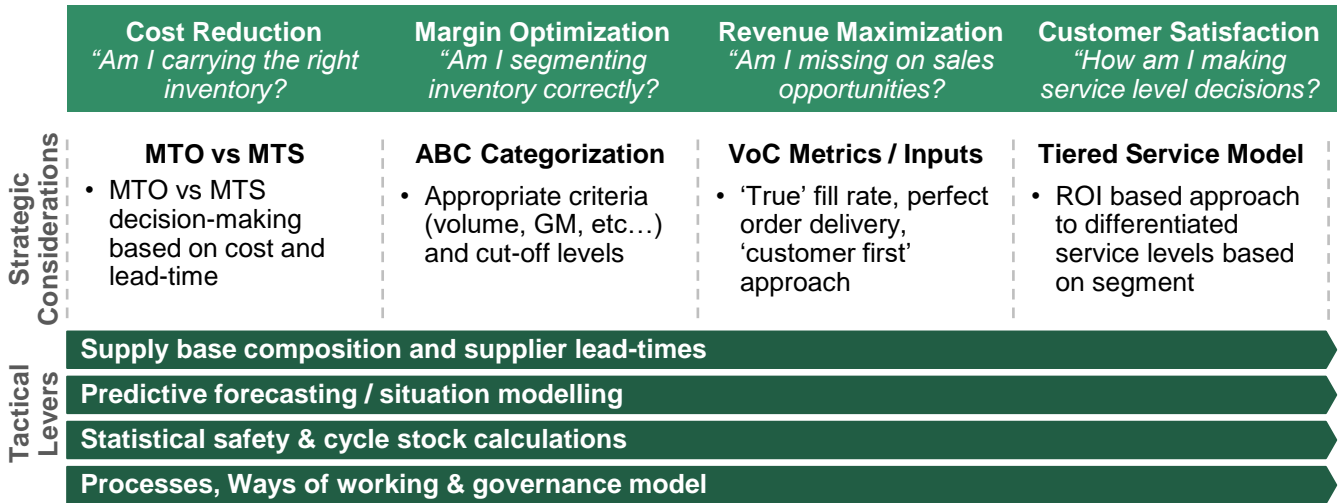 Cost Reduction
“Am I carrying the right
inventory?
Margin Optimization
“Am I segmenting
inventory correctly?
Revenue Maximization
“Am I missing on sales
opportunities?
Customer Satisfaction
“How am I making
service level decisions?
Strategic
Considerations
MTO vs MTS
• MTO vs MTS
decision-making
based on cost and
lead-time
ABC Categorization
• Appropriate criteria
(volume, GM, etc…)
and cut-off levels
VoC Metrics / Inputs
• ‘True’ fill rate, perfect
order delivery,
‘customer first’
approach
Tiered Service Model
• ROI based approach
to differentiated
service levels based
on segment
Tactical
Levers
Supply base composition and supplier lead-times
Predictive forecasting / situation modelling
Statistical safety & cycle stock calculations
Processes, Ways of working & governance model